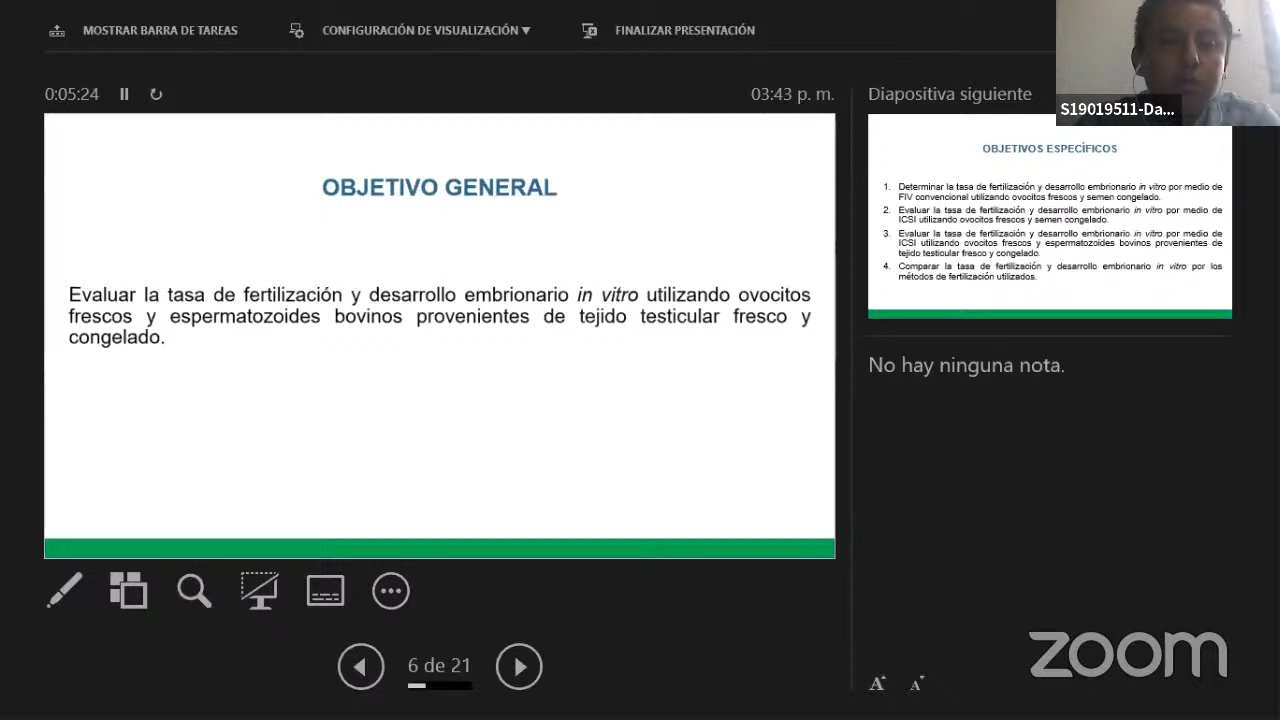 MOSTRAR BARRA DE TAREAS
CONFIGURACIÓN DE VISUALIZACIÓN ▼
FINALIZAR PRESENTACIÓN
S19019511-Da...
0:05:24
03:43 p. m.
Diapositiva siguiente
OBJETIVO GENERAL
Evaluar la tasa de fertilización y desarrollo embrionario in vitro utilizando ovocitos
frescos y espermatozoides bovinos provenientes de tejido testicular fresco y
congelado.
OBJETIVOS ESPECÍFICOS
1. Determinar la tasa de fertilización y desarrollo embrionario in vitro por medio de
FIV convencional utilizando ovocitos frescos y semen congelado.
2. Evaluar la tasa de fertilización y desarrollo embrionario in vitro por medio de
ICSI utilizando ovocitos frescos y semen congelado.
3. Evaluar la tasa de fertilización y desarrollo embrionario in vitro por medio de
ICSI utilizando ovocitos frescos y espermatozoides bovinos provenientes de
tejido testicular fresco y congelado.
4. Comparar la tasa de fertilización y desarrollo embrionario in vitro por los
métodos de fertilización utilizados.
No hay ninguna nota.
6 de 21
A A
zoom